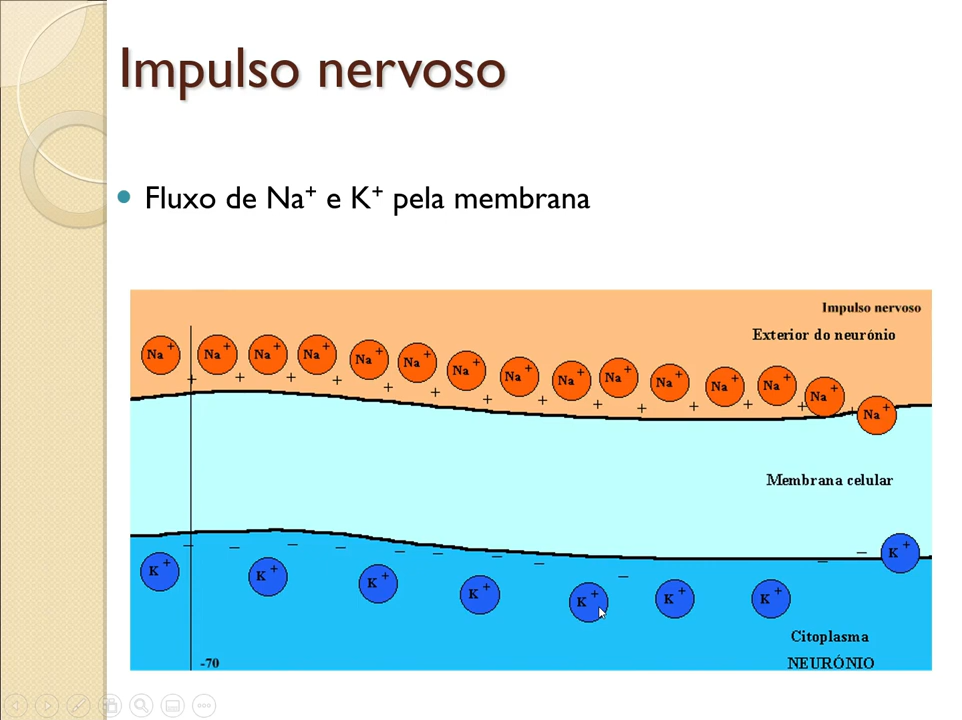 Impulso nervoso
Fluxo de Na⁺ e K⁺ pela membrana
Impulso nervoso
Exterior do neurónio
Na⁺ Na⁺ Na⁺ Na⁺ Na⁺ Na⁺ Na⁺ Na⁺ Na⁺ Na⁺ Na⁺ Na⁺ Na⁺ Na⁺ Na⁺
+ + + + + + + + + + + + + +
Membrana celular
− − − − − − − − − − −
K⁺ K⁺ K⁺ K⁺ K⁺ K⁺ K⁺ K⁺
Citoplasma
-70
NEURÓNIO